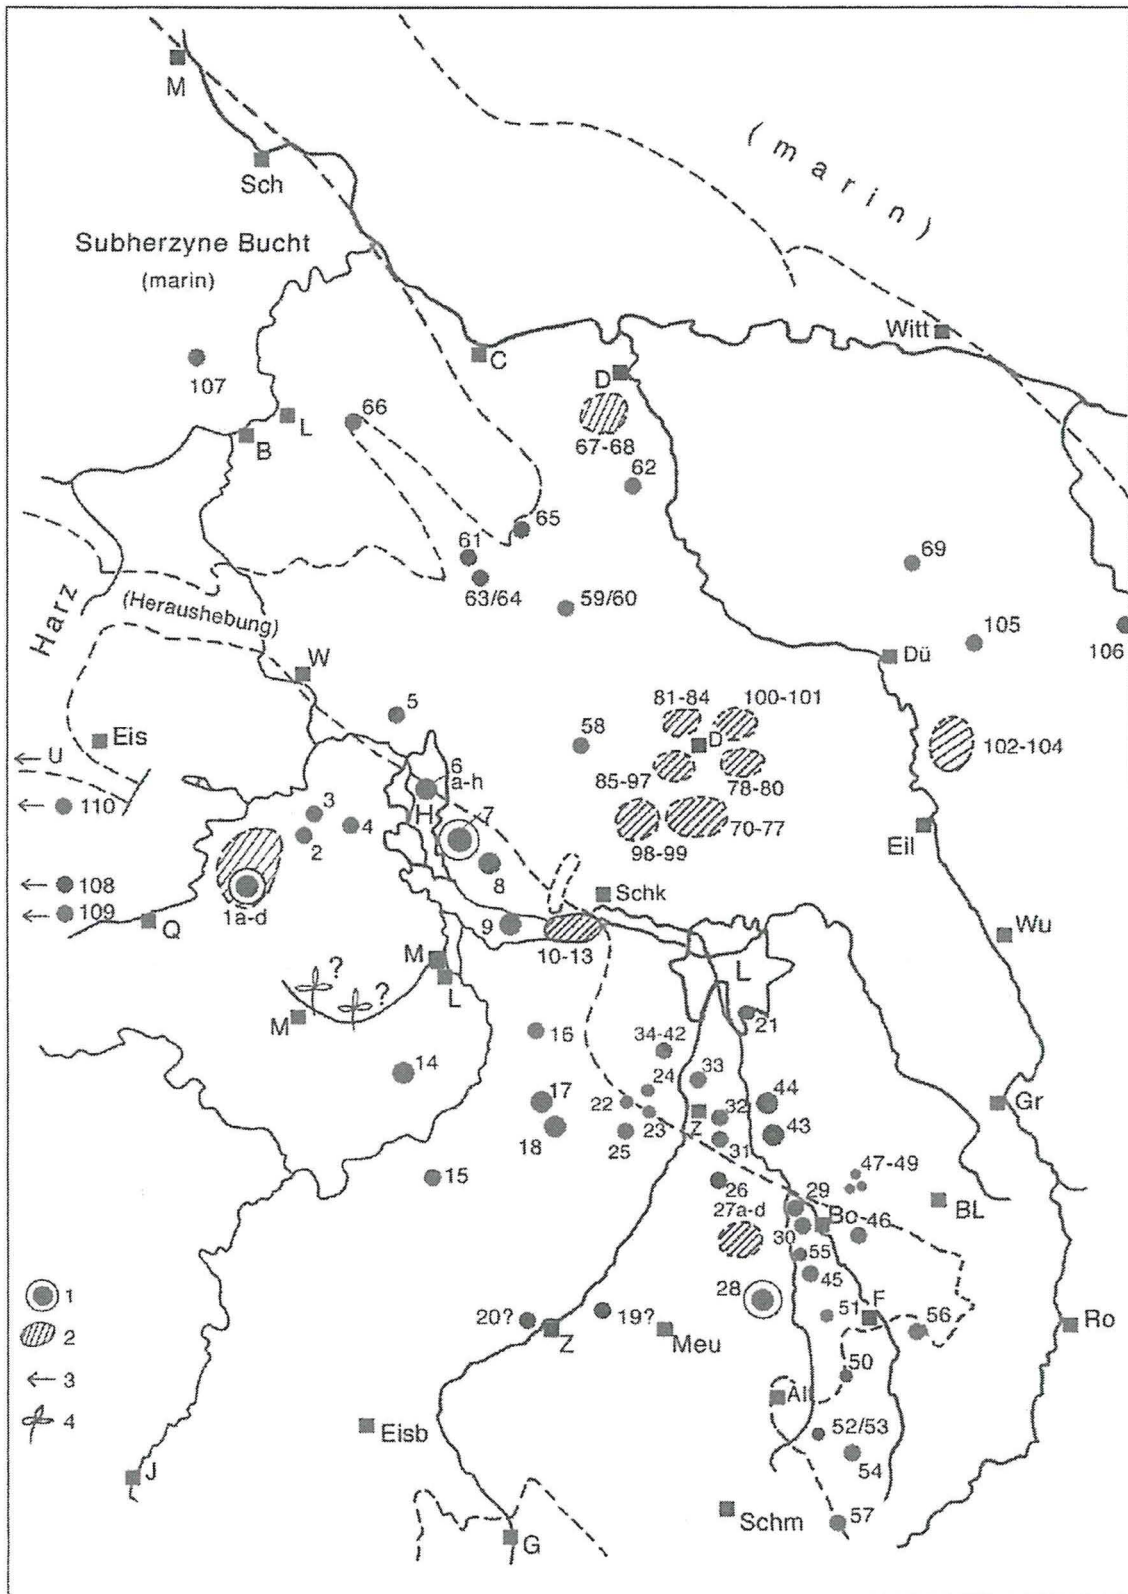 M
(marin)
Sch
Subherzyne Bucht
(marin)
Witt
C
D
107
66
L
B
67-68
62
65
61
69
63/64
59/60
Harz
(Heraushebung)
105
106
Dü
W
81-84
100-101
5
58
D
Eis
102-104
U
6
a-h
85-97
78-80
110
3
H
7
4
2
70-77
98-99
Eil
8
108
Schk
109
1a-d
Q
9
Wu
10-13
M
?
L
L
?
M
21
16
34-42
14
33
24
44
Gr
17
22
32
Z
23
18
43
25
31
47-49
15
26
29
BL
27a-d
Bo
46
30
55
45
28
1
51
F
20?
19?
56
Ro
2
Z
Meu
3
50
Alt
4
Eisb
52/53
54
J
Schm
57
G